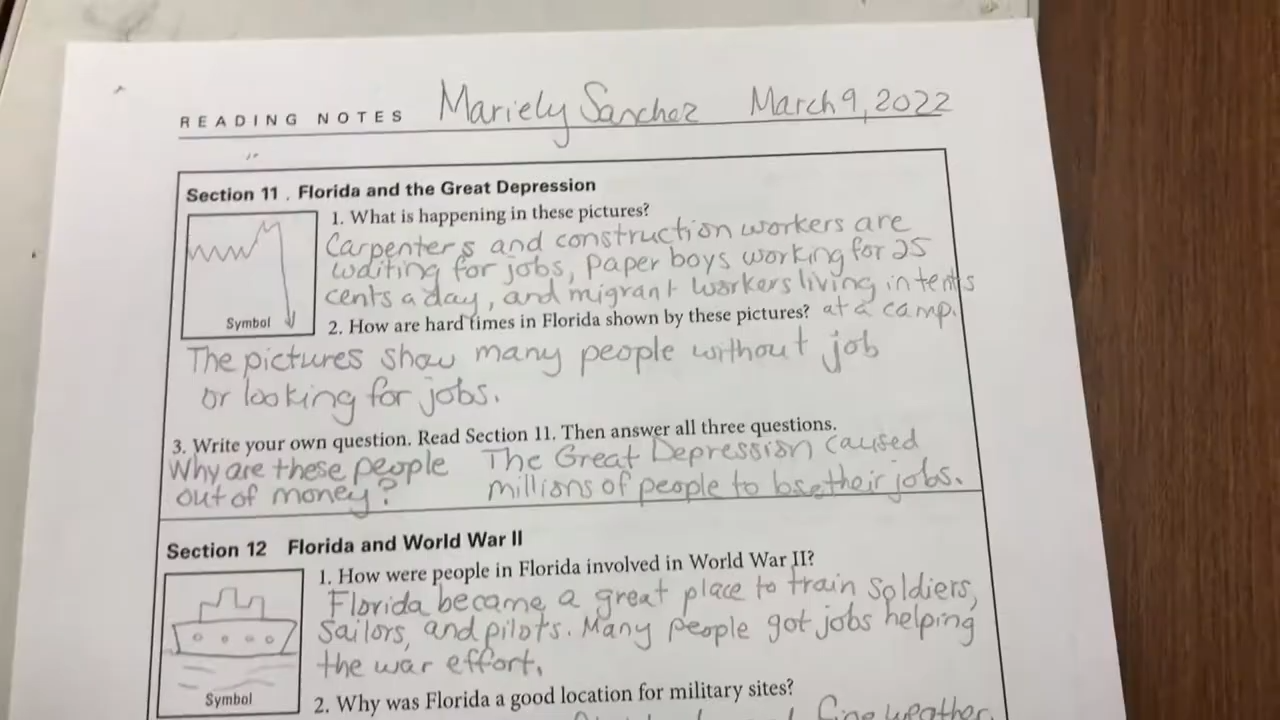 READING NOTES Mariely Sanchez March 9, 2022
Section 11 . Florida and the Great Depression
1. What is happening in these pictures?
Carpenters and construction workers are
waiting for jobs, paper boys working for 25
cents a day, and migrant workers living in tents
at a camp.
Symbol
2. How are hard times in Florida shown by these pictures?
The pictures show many people without job
or looking for jobs.
3. Write your own question. Read Section 11. Then answer all three questions.
Why are these people
out of money?
The Great Depression caused
millions of people to lose their jobs.
Section 12 Florida and World War II
1. How were people in Florida involved in World War II?
Florida became a great place to train soldiers,
sailors, and pilots. Many people got jobs helping
the war effort.
Symbol
2. Why was Florida a good location for military sites?
weather,